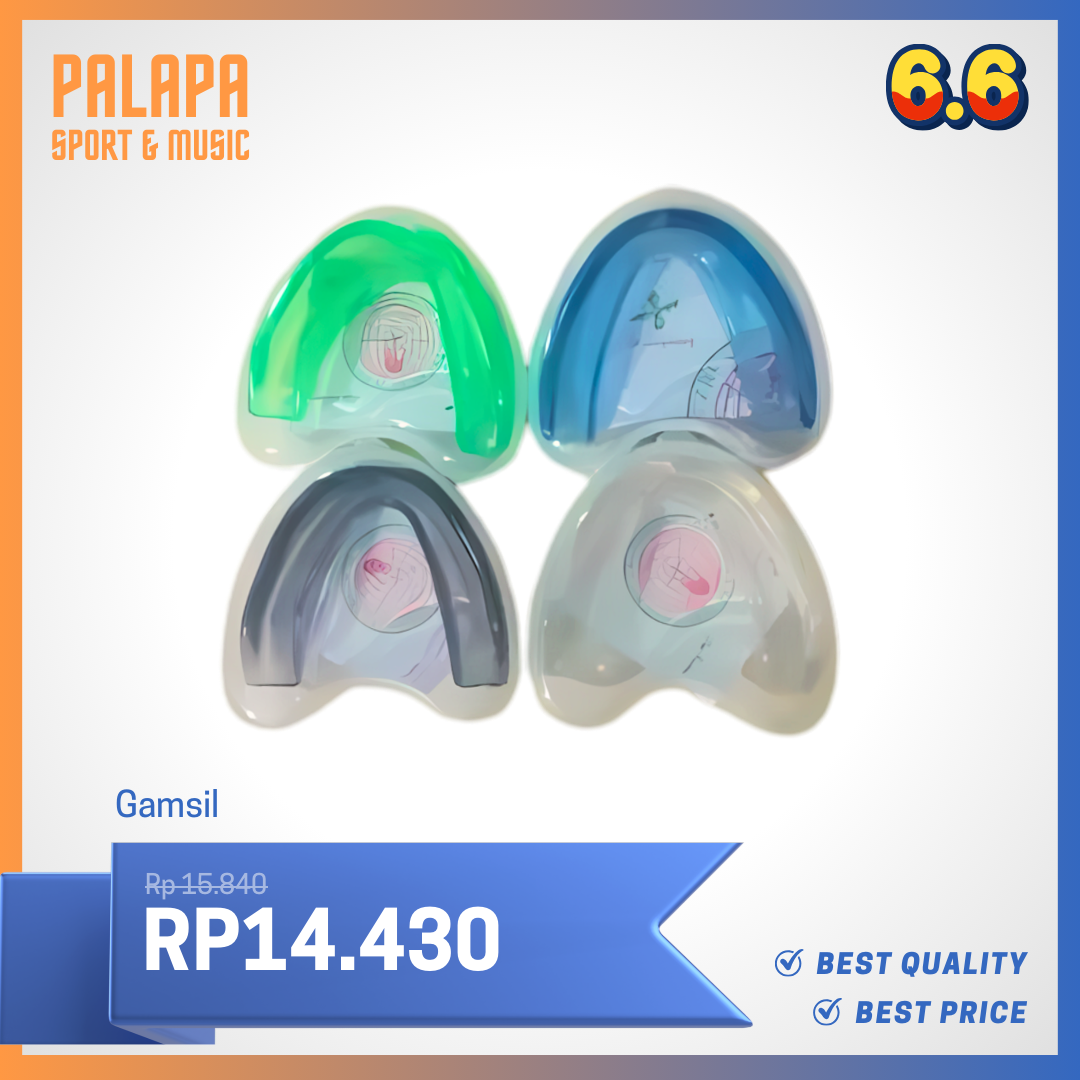 PALAPA
SPORT & MUSIC
6.6
Gamsil
Rp 15.840
RP14.430
BEST QUALITY
BEST PRICE